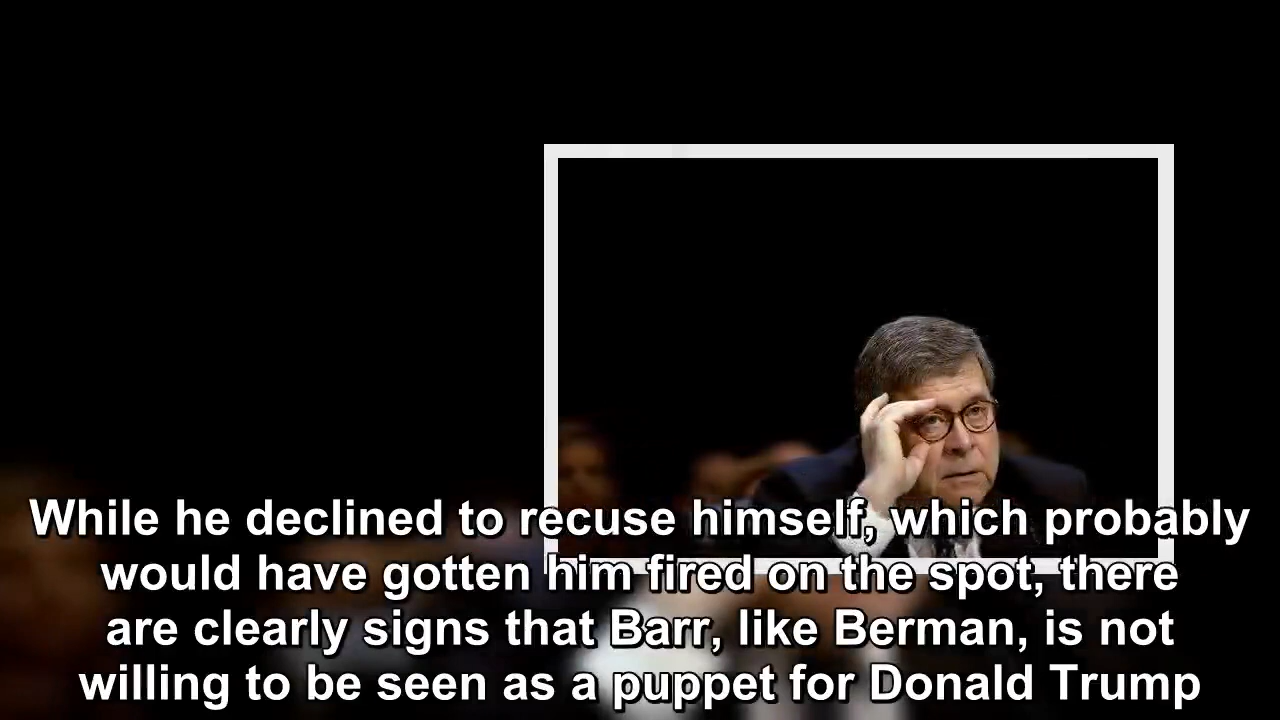 While he declined to recuse himself, which probably
would have gotten him fired on the spot, there
are clearly signs that Barr, like Berman, is not
willing to be seen as a puppet for Donald Trump